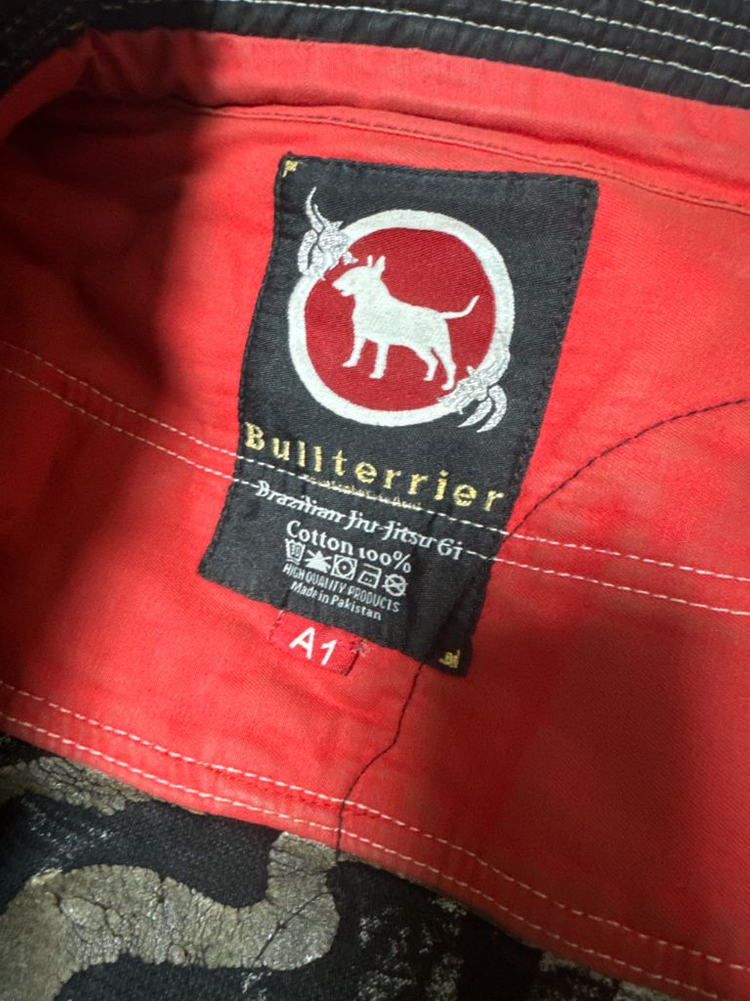 Bullterrier
Brazilian Jiu-Jitsu Gi
Cotton 100%
HIGH QUALITY PRODUCTS
Made in Pakistan
A1